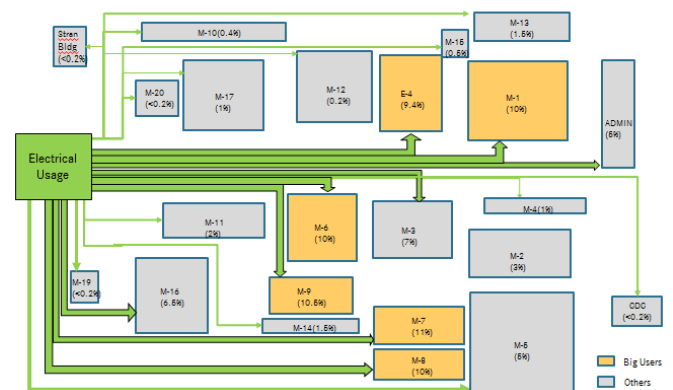 M-13
(1.5%)
Stren
Bldg
(<0.2%)
M-10(0.4%)
M-15
(0.5%)
M-20
(<0.2%)
M-17
(1%)
M-12
(0.2%)
E-4
(9.4%)
M-1
(10%)
ADMIN
(5%)
Electrical
Usage
M-11
(2%)
M-6
(10%)
M-3
(7%)
M-4(1%)
M-2
(3%)
M-19
(<0.2%)
M-16
(6.5%)
M-9
(10.5%)
M-14(1.5%)
M-7
(11%)
M-8
(10%)
M-5
(5%)
CDC
(<0.2%)
Big Users
Others